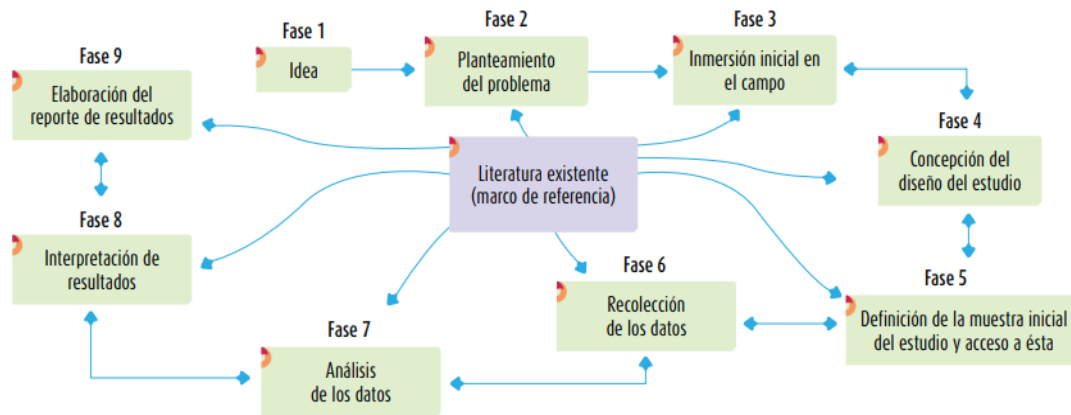 Fase 1
Idea
Fase 2
Planteamiento
del problema
Fase 3
Inmersión inicial en
el campo
Fase 4
Concepción del
diseño del estudio
Fase 5
Definición de la muestra inicial
del estudio y acceso a ésta
Fase 6
Recolección
de los datos
Fase 7
Análisis
de los datos
Fase 8
Interpretación de
resultados
Fase 9
Elaboración del
reporte de resultados
Literatura existente
(marco de referencia)